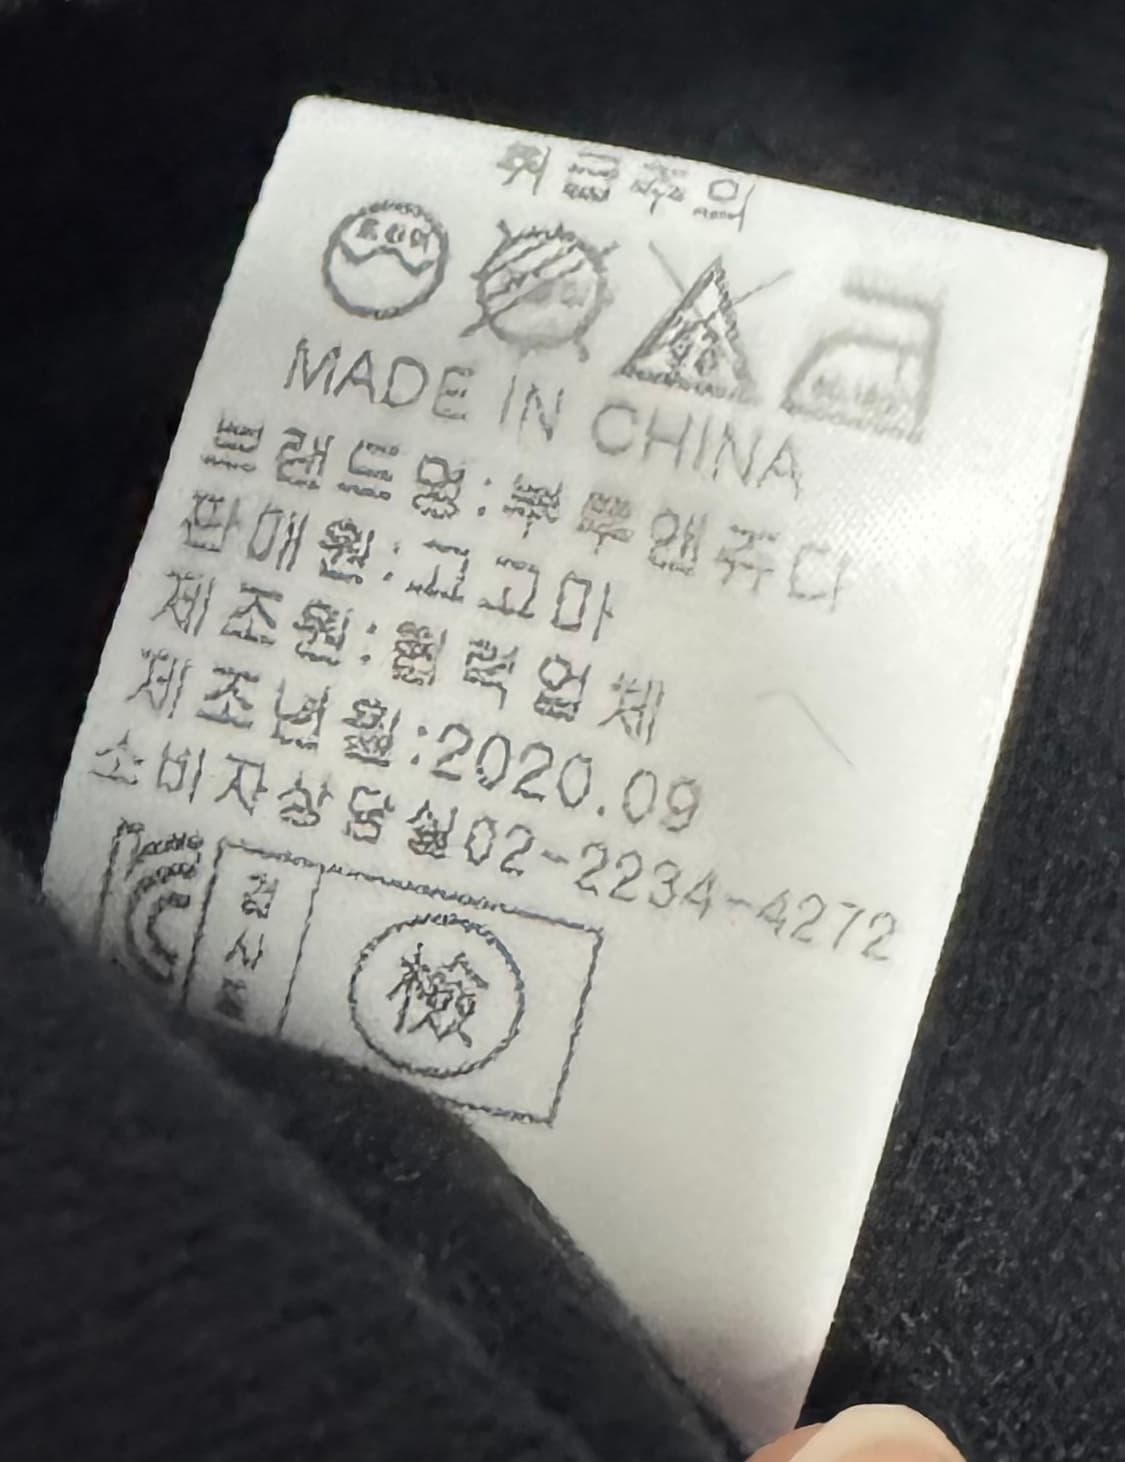 취급주의
MADE IN CHINA
브랜드명:
판매원:고고마
제조원:협력업체
제조년월:2020.09
소비자상담실02-2234-4272
검
사
檢